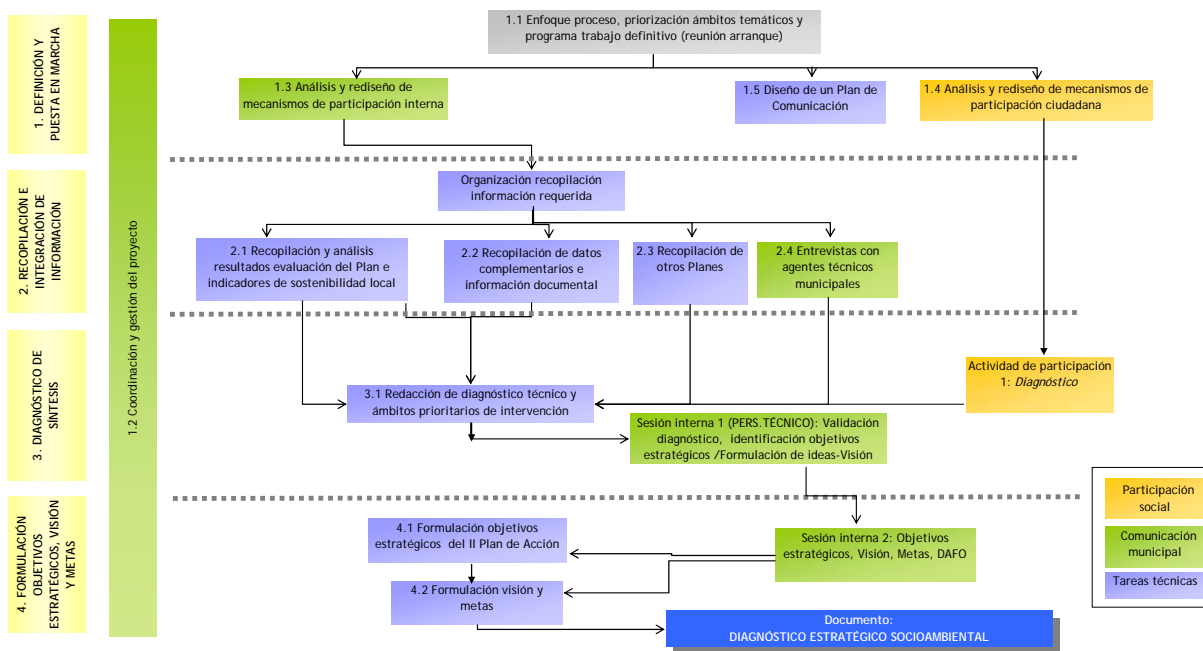 1. DEFINICIÓN Y
PUESTA EN MARCHA
2. RECOPILACIÓN E
INTEGRACIÓN DE
INFORMACIÓN
3. DIAGNÓSTICO DE
SÍNTESIS
4. FORMULACIÓN
OBJETIVOS
ESTRATÉGICOS, VISIÓN
Y METAS
1.2 Coordinación y gestión del proyecto
1.1 Enfoque proceso, priorización ámbitos temáticos y
programa trabajo definitivo (reunión arranque)
1.3 Análisis y rediseño de
mecanismos de participación interna
1.5 Diseño de un Plan de
Comunicación
1.4 Análisis y rediseño de mecanismos de
participación ciudadana
Organización recopilación
información requerida
2.1 Recopilación y análisis
resultados evaluación del Plan e
indicadores de sostenibilidad local
2.2 Recopilación de datos
complementarios e
información documental
2.3 Recopilación de
otros Planes
2.4 Entrevistas con
agentes técnicos
municipales
Actividad de participación
1: Diagnóstico
3.1 Redacción de diagnóstico técnico y
ámbitos prioritarios de intervención
Sesión interna 1 (PERS.TÉCNICO): Validación
diagnóstico, identificación objetivos
estratégicos /Formulación de ideas-Visión
4.1 Formulación objetivos
estratégicos del II Plan de Acción
Sesión interna 2: Objetivos
estratégicos, Visión, Metas, DAFO
4.2 Formulación visión y
metas
Documento:
DIAGNÓSTICO ESTRATÉGICO SOCIOAMBIENTAL
Participación
social
Comunicación
municipal
Tareas técnicas